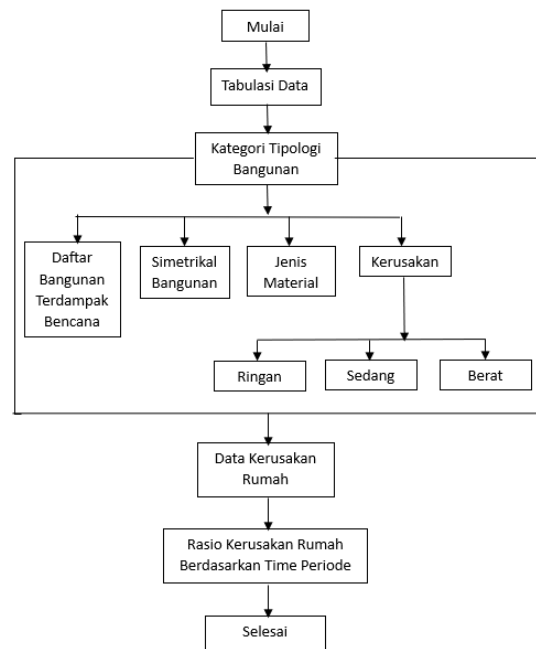 Mulai
Tabulasi Data
Kategori Tipologi
Bangunan
Daftar
Bangunan
Terdampak
Bencana
Simetrikal
Bangunan
Jenis
Material
Kerusakan
Ringan
Sedang
Berat
Data Kerusakan
Rumah
Rasio Kerusakan Rumah
Berdasarkan Time Periode
Selesai